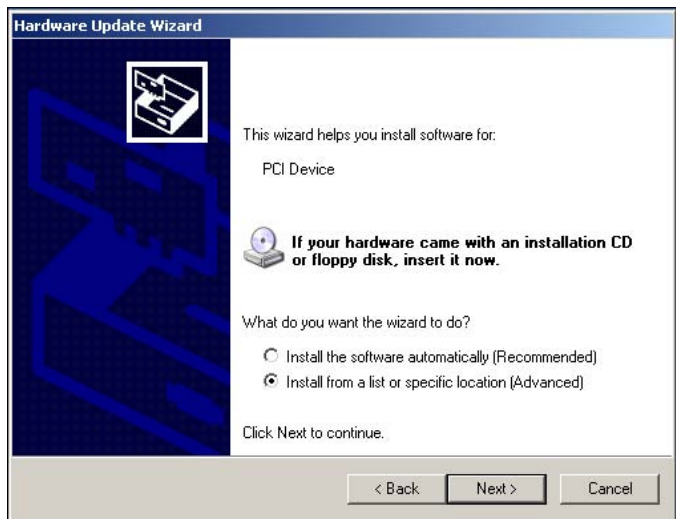 Hardware Update Wizard
This wizard helps you install software for:
PCI Device
If your hardware came with an installation CD
or floppy disk, insert it now.
What do you want the wizard to do?
Install the software automatically (Recommended)
Install from a list or specific location (Advanced)
Click Next to continue.
< Back Next > Cancel